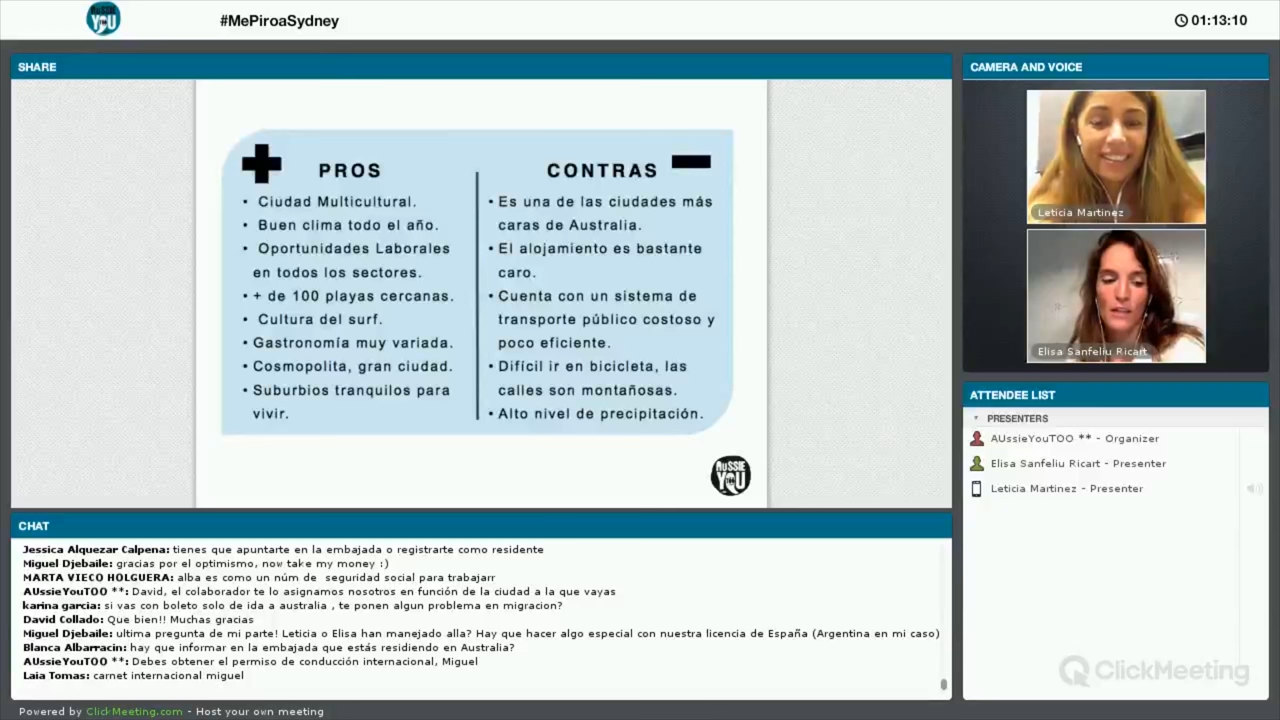 AUSSIE
YOU
TOO
#MePiroaSydney
01:13:10
SHARE
PROS
• Ciudad Multicultural.
• Buen clima todo el año.
• Oportunidades Laborales
en todos los sectores.
• + de 100 playas cercanas.
• Cultura del surf.
• Gastronomía muy variada.
• Cosmopolita, gran ciudad.
• Suburbios tranquilos para
vivir.
CONTRAS
• Es una de las ciudades más
caras de Australia.
• El alojamiento es bastante
caro.
• Cuenta con un sistema de
transporte público costoso y
poco eficiente.
• Difícil ir en bicicleta, las
calles son montañosas.
• Alto nivel de precipitación.
AUSSIE
YOU
TOO
CAMERA AND VOICE
Leticia Martinez
Elisa Sanfeliu Ricart
ATTENDEE LIST
PRESENTERS
AUssieYouTOO ** - Organizer
Elisa Sanfeliu Ricart - Presenter
Leticia Martinez - Presenter
CHAT
Jessica Alquezar Calpena: tienes que apuntarte en la embajada o registrarte como residente
Miguel Djebaile: gracias por el optimismo, now take my money :)
MARTA VIECO HOLGUERA: alba es como un núm de seguridad social para trabajarr
AUssieYouTOO **: David, el colaborador te lo asignamos nosotros en función de la ciudad a la que vayas
karina garcia: si vas con boleto solo de ida a australia , te ponen algun problema en migracion?
David Collado: Que bien!! Muchas gracias
Miguel Djebaile: ultima pregunta de mi parte! Leticia o Elisa han manejado alla? Hay que hacer algo especial con nuestra licencia de España (Argentina en mi caso)
Blanca Albarracin: hay que informar en la embajada que estás residiendo en Australia?
AUssieYouTOO **: Debes obtener el permiso de conducción internacional, Miguel
Laia Tomas: carnet internacional miguel
ClickMeeting
Powered by ClickMeeting.com - Host your own meeting